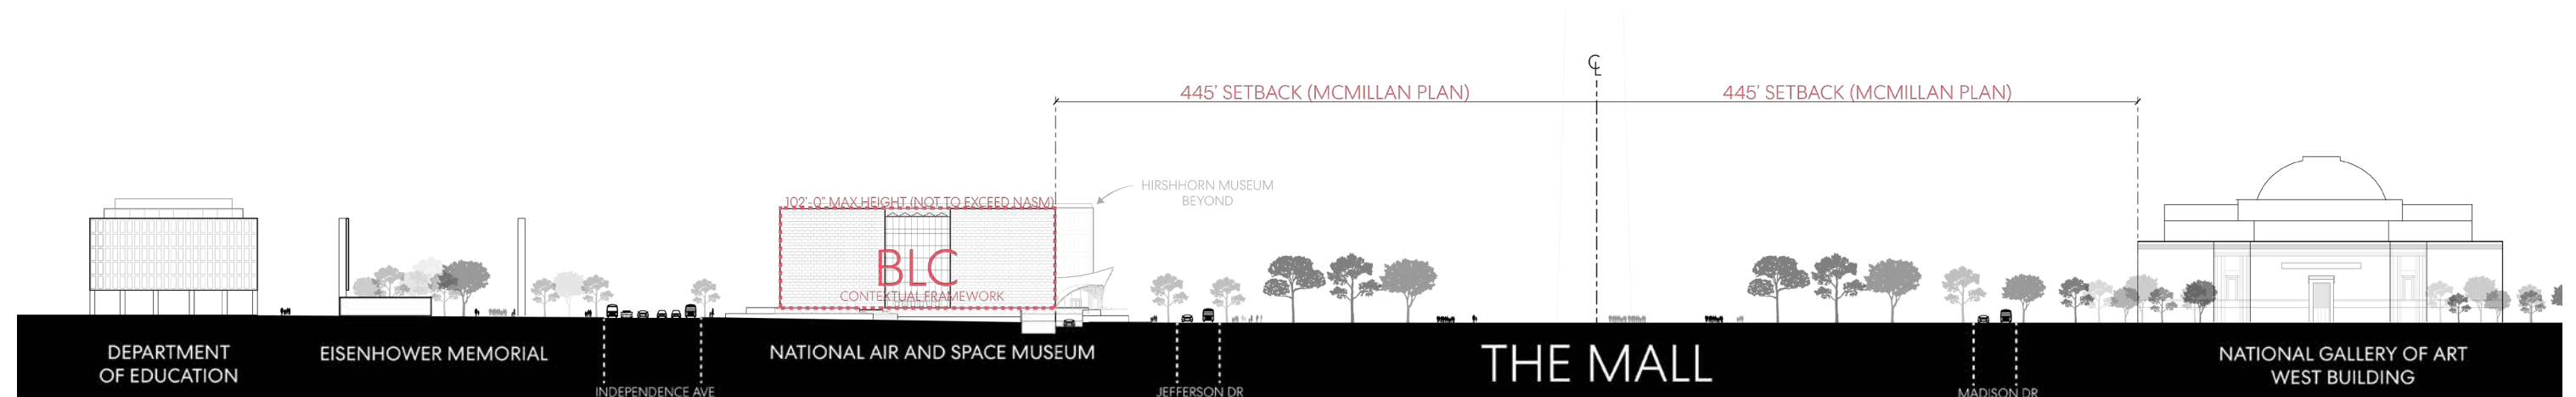 ℄
445' SETBACK (MCMILLAN PLAN)
445' SETBACK (MCMILLAN PLAN)
HIRSHHORN MUSEUM
BEYOND
102'-0" MAX HEIGHT (NOT TO EXCEED NASM)
BLC
CONTEXTUAL FRAMEWORK
DEPARTMENT
OF EDUCATION
EISENHOWER MEMORIAL
INDEPENDENCE AVE
NATIONAL AIR AND SPACE MUSEUM
JEFFERSON DR
THE MALL
MADISON DR
NATIONAL GALLERY OF ART
WEST BUILDING